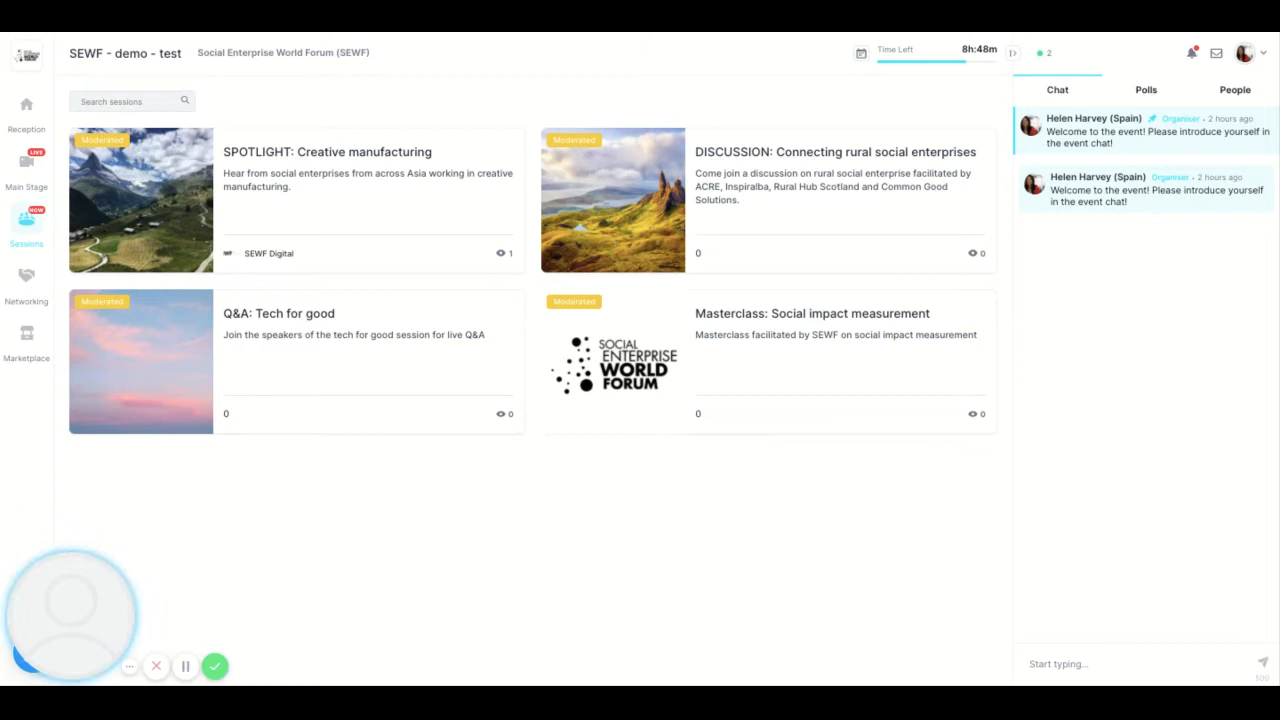 SEWF - demo - test
Social Enterprise World Forum (SEWF)
Time Left
8h:48m
2
Reception
LIVE
Main Stage
NOW
Sessions
Networking
Marketplace
Search sessions
Moderated
SPOTLIGHT: Creative manufacturing
Hear from social enterprises from across Asia working in creative
manufacturing.
SEWF Digital
1
Moderated
DISCUSSION: Connecting rural social enterprises
Come join a discussion on rural social enterprise facilitated by
ACRE, Inspiralba, Rural Hub Scotland and Common Good
Solutions.
0
0
Moderated
Q&A: Tech for good
Join the speakers of the tech for good session for live Q&A
0
0
Moderated
SOCIAL
ENTERPRISE
WORLD
FORUM
Masterclass: Social impact measurement
Masterclass facilitated by SEWF on social impact measurement
0
0
Chat
Polls
People
Helen Harvey (Spain) Organiser • 2 hours ago
Welcome to the event! Please introduce yourself in
the event chat!
Helen Harvey (Spain) Organiser • 2 hours ago
Welcome to the event! Please introduce yourself
in the event chat!
Start typing...
500